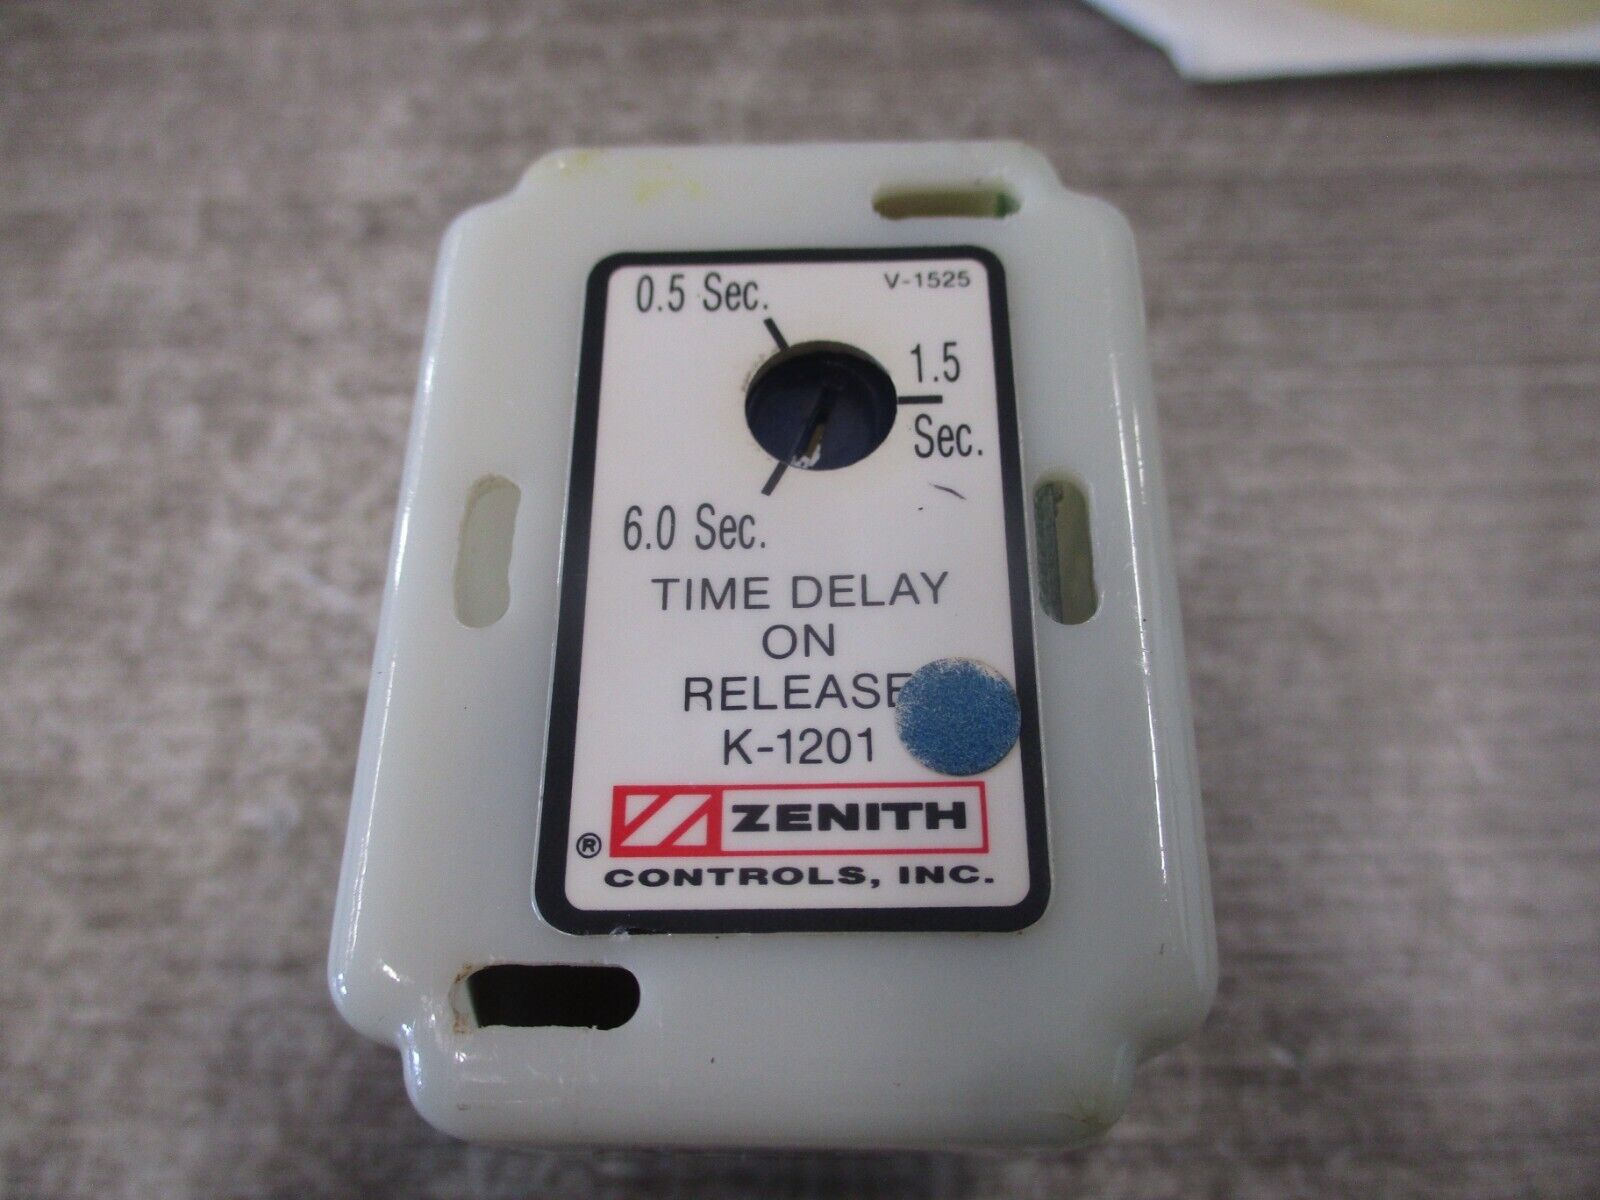 0.5 Sec.
V-1525
1.5
Sec.
6.0 Sec.
TIME DELAY
ON
RELEASE
K-1201
ZENITH
®
CONTROLS, INC.